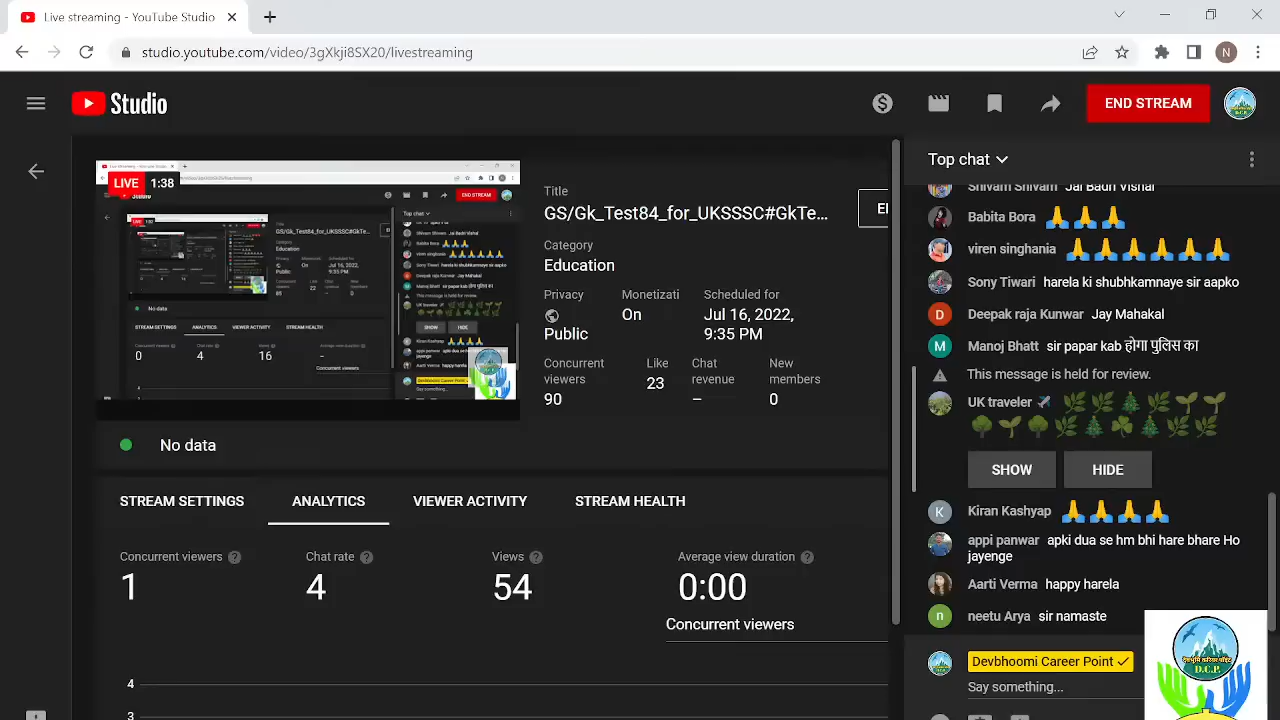 Live streaming - YouTube Studio
studio.youtube.com/video/3gXkji8SX20/livestreaming
N
Studio
END STREAM
LIVE 1:38
Title
GS/Gk_Test84_for_UKSSSC#GkTe...
Category
Education
Privacy
Public
Monetizati
On
Scheduled for
Jul 16, 2022,
9:35 PM
Concurrent
viewers
90
Like
23
Chat
revenue
–
New
members
0
No data
STREAM SETTINGS
ANALYTICS
VIEWER ACTIVITY
STREAM HEALTH
Concurrent viewers
1
Chat rate
4
Views
54
Average view duration
0:00
Concurrent viewers
4
3
Top chat
Shivam Shivam Jai Badri Vishal
Babita Bora 🙏🙏🙏
viren singhania 🙏🙏🙏🙏🙏🙏
Sory Tiwari harela ki shubhkamnaye sir aapko
D Deepak raja Kunwar Jay Mahakal
M Manoj Bhatt sir papar kab होगा पुलिस का
This message is held for review.
UK traveler
SHOW
HIDE
K Kiran Kashyap 🙏🙏🙏🙏
appi panwar apki dua se hm bhi hare bhare Ho
jayenge
Aarti Verma happy harela
n neetu Arya sir namaste
Devbhoomi Career Point
Say something...
देवभूमि करियर पॉइंट
D.C.P.